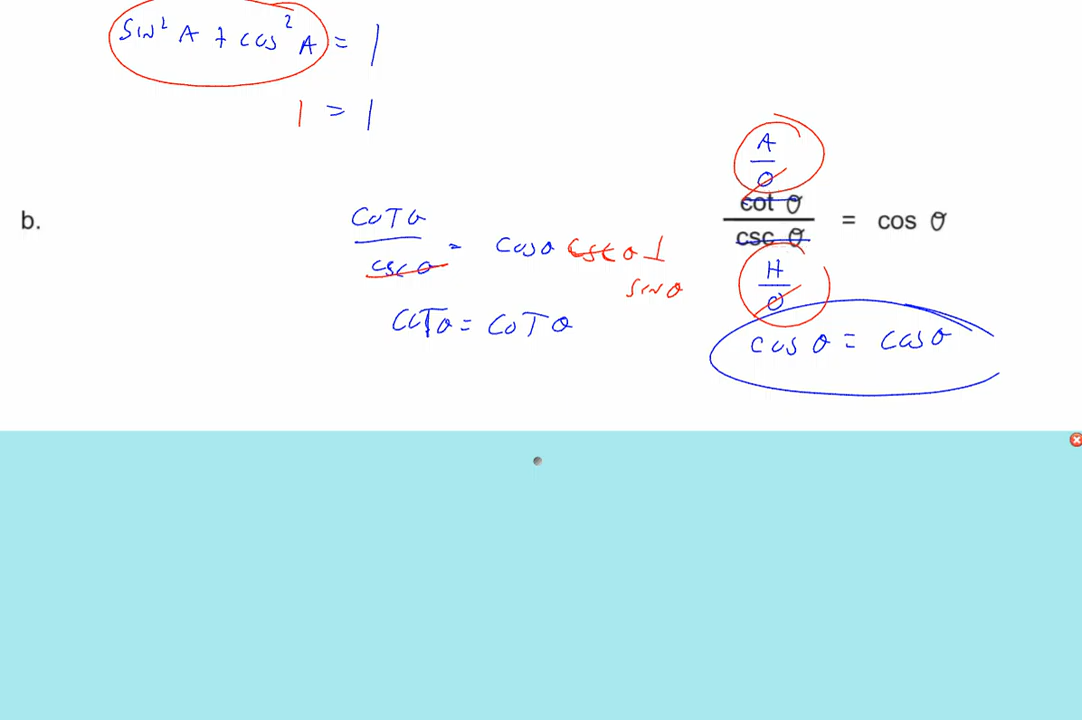 sin² A + cos² A = 1
1 = 1
b.
COT θ / csc θ = cos θ csc θ 1 / sin θ
COT θ = COT θ
A / O
cot θ / csc θ = cos θ
H / O
cos θ = cos θ